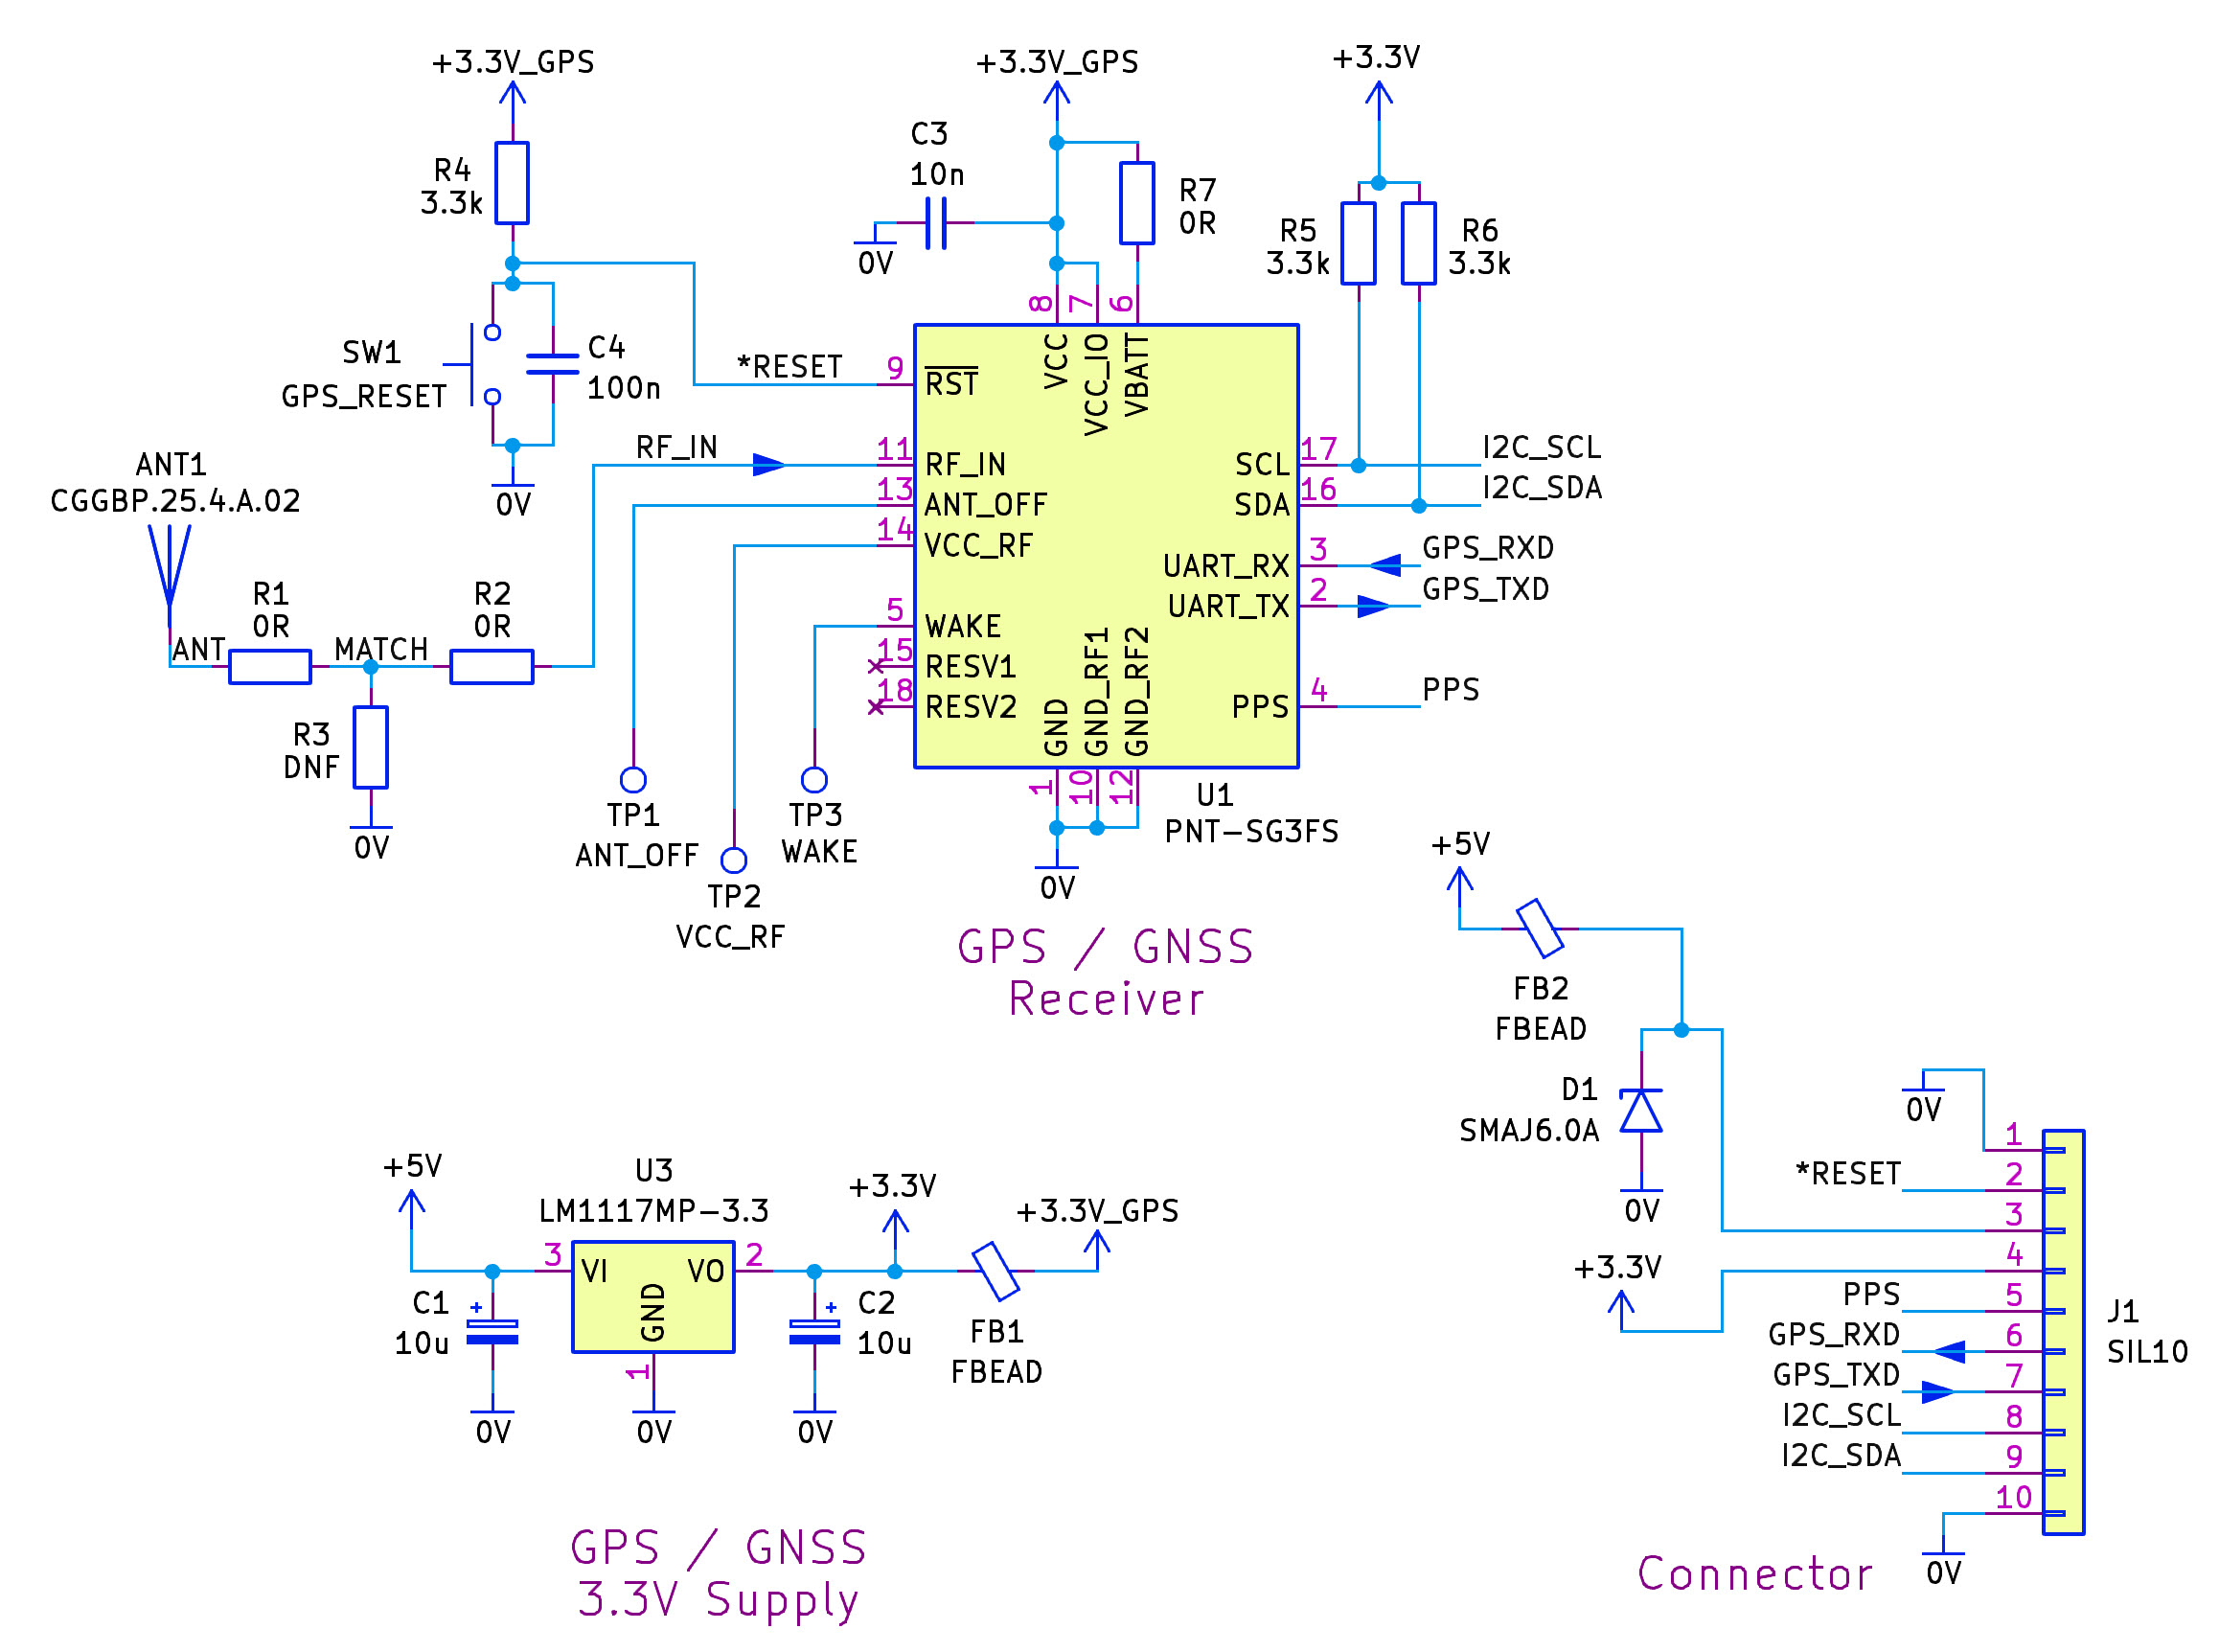 +3.3V_GPS
R4
3.3k
SW1
GPS_RESET
C4
100n
0V
*RESET
ANT1
CGGBP.25.4.A.02
ANT
R1
0R
MATCH
R2
0R
R3
DNF
0V
RF_IN
TP1
ANT_OFF
TP2
VCC_RF
TP3
WAKE
+3.3V_GPS
C3
10n
0V
R7
0R
8
7
6
VCC
VCC_IO
VBATT
9
RST
11
RF_IN
13
ANT_OFF
14
VCC_RF
5
WAKE
15
RESV1
18
RESV2
GND
GND_RF1
GND_RF2
1
10
12
0V
SCL
17
SDA
16
UART_RX
3
UART_TX
2
PPS
4
U1
PNT-SG3FS
+3.3V
R5
3.3k
R6
3.3k
I2C_SCL
I2C_SDA
GPS_RXD
GPS_TXD
PPS
GPS / GNSS
Receiver
+5V
FB2
FBEAD
D1
SMAJ6.0A
0V
0V
1
*RESET
2
3
+3.3V
4
PPS
5
GPS_RXD
6
GPS_TXD
7
I2C_SCL
8
I2C_SDA
9
10
0V
J1
SIL10
Connector
+5V
C1
10u
0V
U3
LM1117MP-3.3
3
VI
VO
2
GND
1
0V
+3.3V
C2
10u
0V
+3.3V_GPS
FB1
FBEAD
GPS / GNSS
3.3V Supply